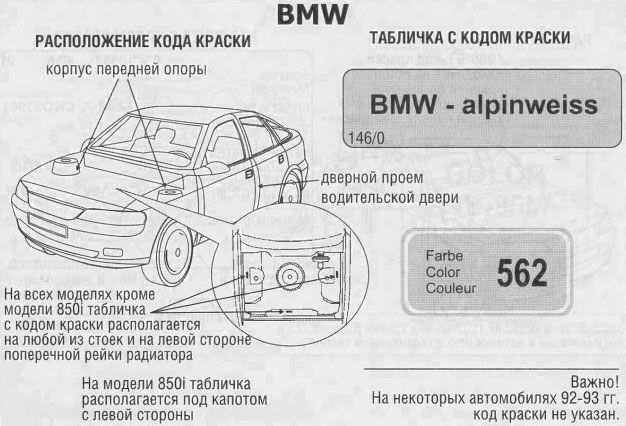 BMW
РАСПОЛОЖЕНИЕ КОДА КРАСКИ
корпус передней опоры
дверной проем
водительской двери
На всех моделях кроме
модели 850i табличка
с кодом краски располагается
на любой из стоек и на левой стороне
поперечной рейки радиатора
На модели 850i табличка
располагается под капотом
с левой стороны
ТАБЛИЧКА С КОДОМ КРАСКИ
BMW - alpinweiss
146/0
Farbe
Color
Couleur
562
Важно!
На некоторых автомобилях 92-93 гг.
код краски не указан.